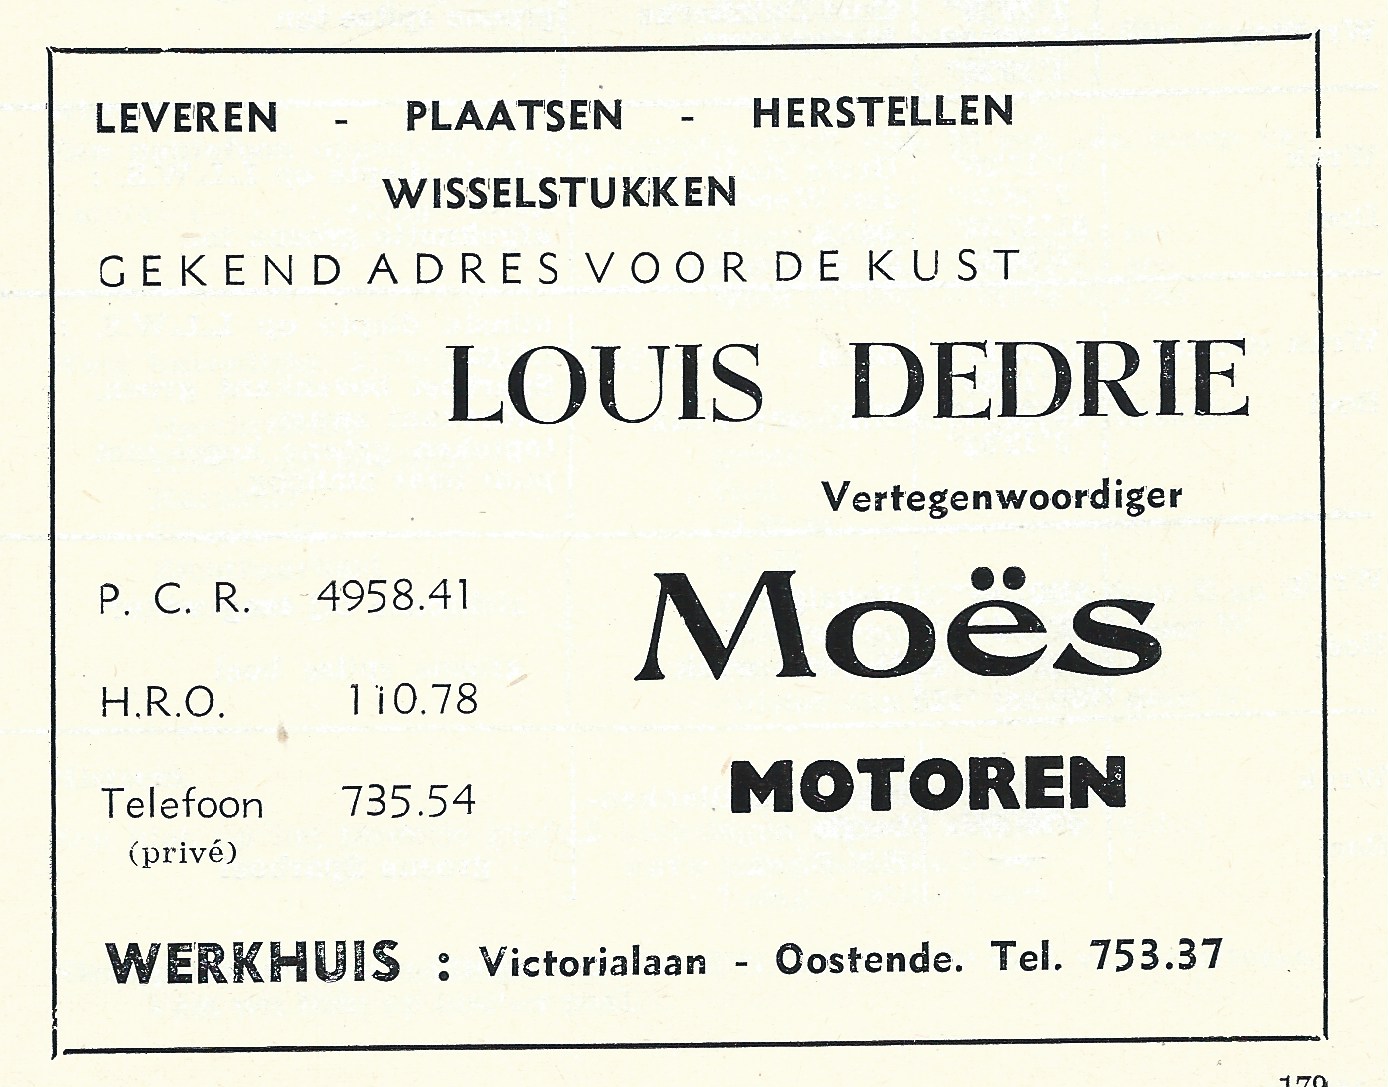 LEVEREN - PLAATSEN - HERSTELLEN
WISSELSTUKKEN
GEKEND ADRES VOOR DE KUST
LOUIS DEDRIE
Vertegenwoordiger
Moës
MOTOREN
P. C. R. 4958.41
H.R.O. 110.78
Telefoon 735.54
(privé)
WERKHUIS : Victorialaan - Oostende. Tel. 753.37
179